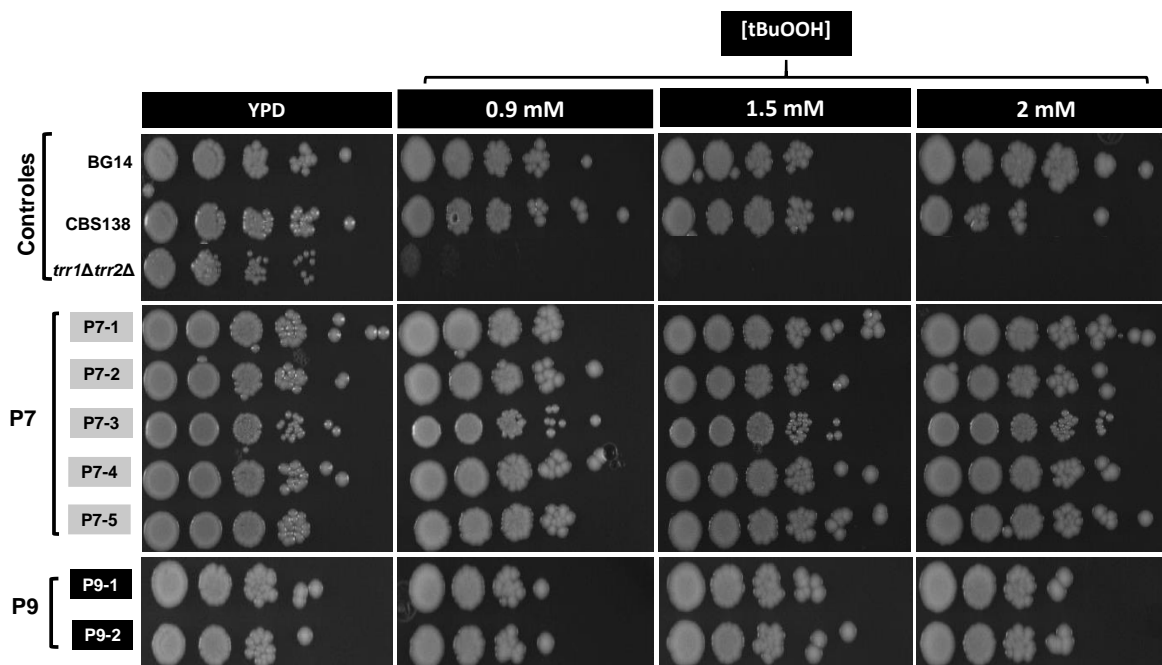 [tBuOOH]
YPD
0.9 mM
1.5 mM
2 mM
Controles
BG14
CBS138
trr1Δtrr2Δ
P7
P7-1
P7-2
P7-3
P7-4
P7-5
P9
P9-1
P9-2